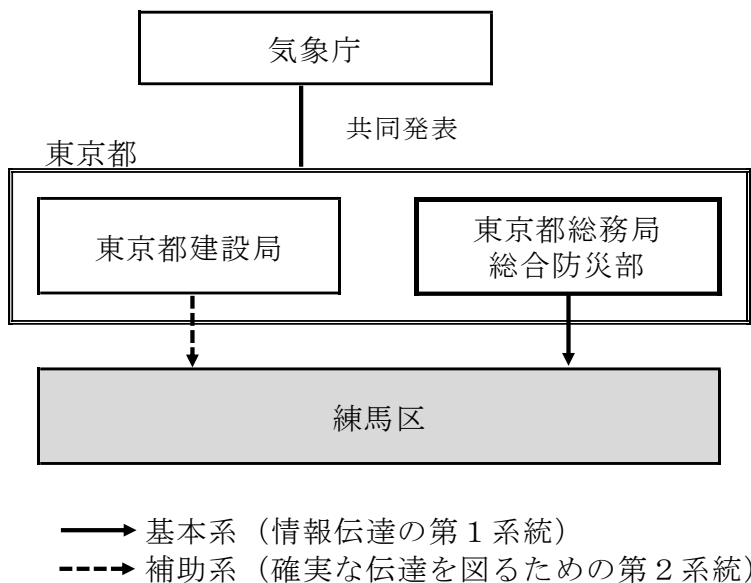 気象庁
共同発表
東京都
東京都建設局
東京都総務局
総合防災部
練馬区
基本系（情報伝達の第１系統）
補助系（確実な伝達を図るための第２系統）